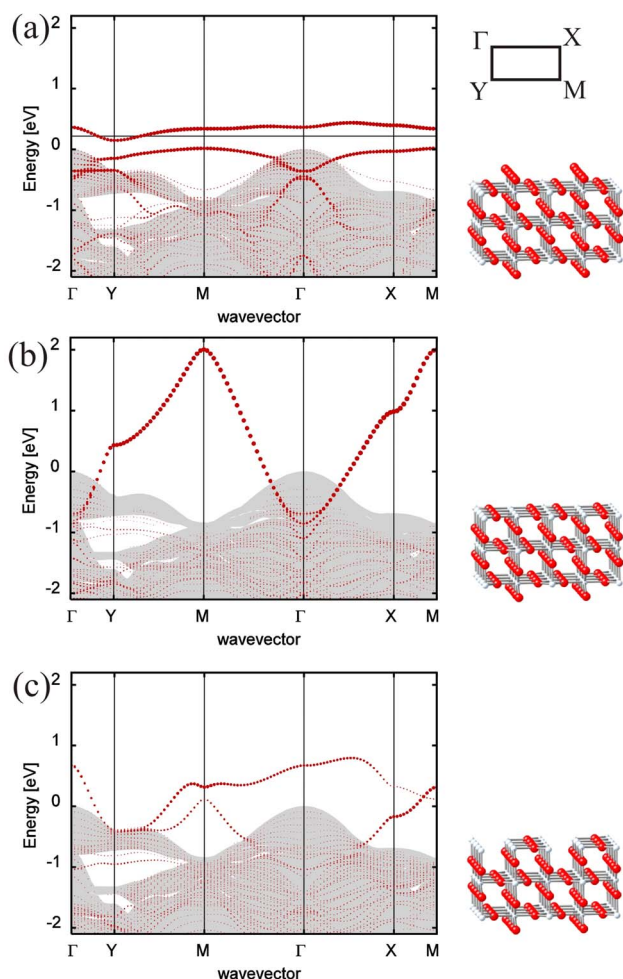 (a)
2
1
0
-1
-2
Energy [eV]
Γ Y M Γ X M
wavevector
Γ X
Y M
(b)
2
1
0
-1
-2
Energy [eV]
Γ Y M Γ X M
wavevector
(c)
2
1
0
-1
-2
Energy [eV]
Γ Y M Γ X M
wavevector